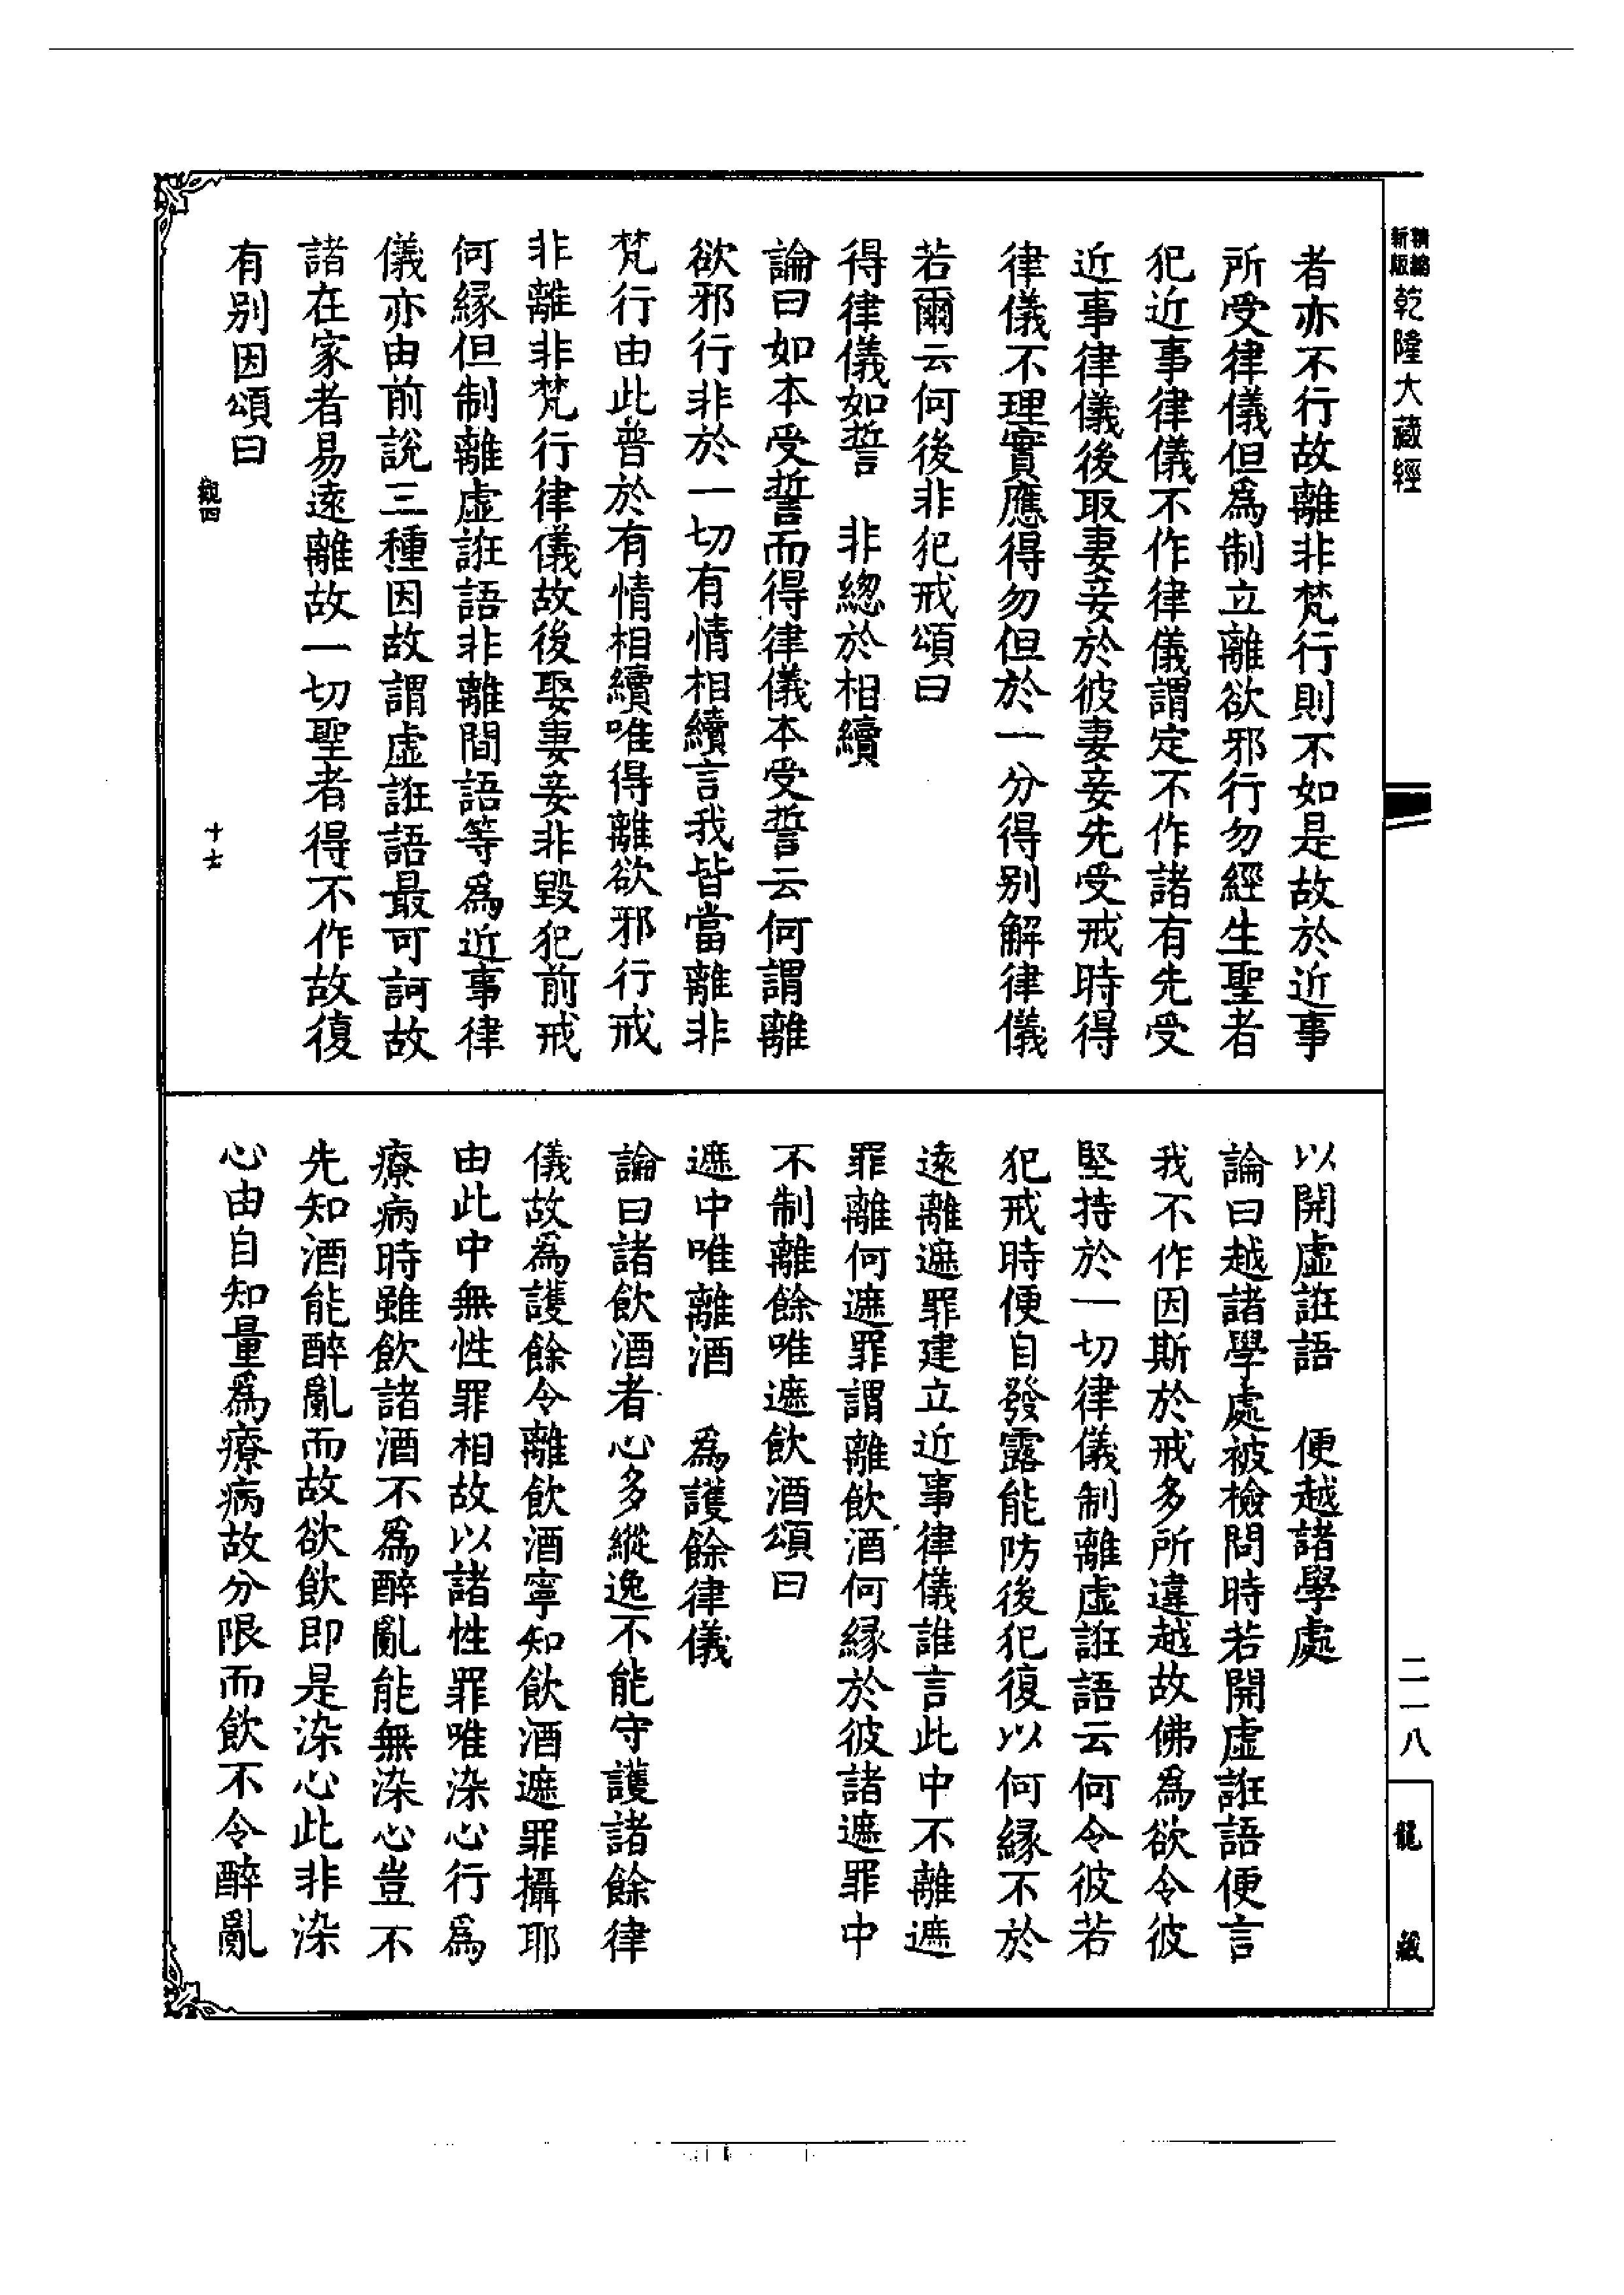 精縮新版乾隆大藏經
者亦不行故離非梵行則不如是故於近事
所受律儀但爲制立離欲邪行勿經生聖者
犯近事律儀不作律儀謂定不作諸有先受
近事律儀後取妻妾於彼妻妾先受戒時得
律儀不理實應得勿但於一分得别解律儀
若爾云何後非犯戒頌曰
得律儀如誓　非緫於相續
論曰如本受誓而得律儀本受誓云何謂離
欲邪行非於一切有情相續言我皆當離非
梵行由此普於有情相續唯得離欲邪行戒
非離非梵行律儀故後娶妻妾非毀犯前戒
何縁但制離虚誑語非離間語等爲近事律
儀亦由前説三種因故謂虚誑語最可訶故
諸在家者易遠離故一切聖者得不作故復
有别因頌曰
觀四　十七
以開虚誑語　便越諸學處
論曰越諸學處被檢問時若開虚誑語便言
我不作因斯於戒多所違越故佛爲欲令彼
堅持於一切律儀制離虚誑語云何令彼若
犯戒時便自發露能防後犯復以何縁不於
遠離遮罪建立近事律儀誰言此中不離遮
罪離何遮罪謂離飲酒何縁於彼諸遮罪中
不制離餘唯遮飲酒頌曰
遮中唯離酒　爲護餘律儀
論曰諸飲酒者心多縱逸不能守護諸餘律
儀故爲護餘令離飲酒寧知飲酒遮罪攝耶
由此中無性罪相故以諸性罪唯染心行爲
療病時雖飲諸酒不爲醉亂能無染心豈不
先知酒能醉亂而故欲飲即是染心此非染
心由自知量爲療病故分限而飲不令醉亂
二一八
龍藏